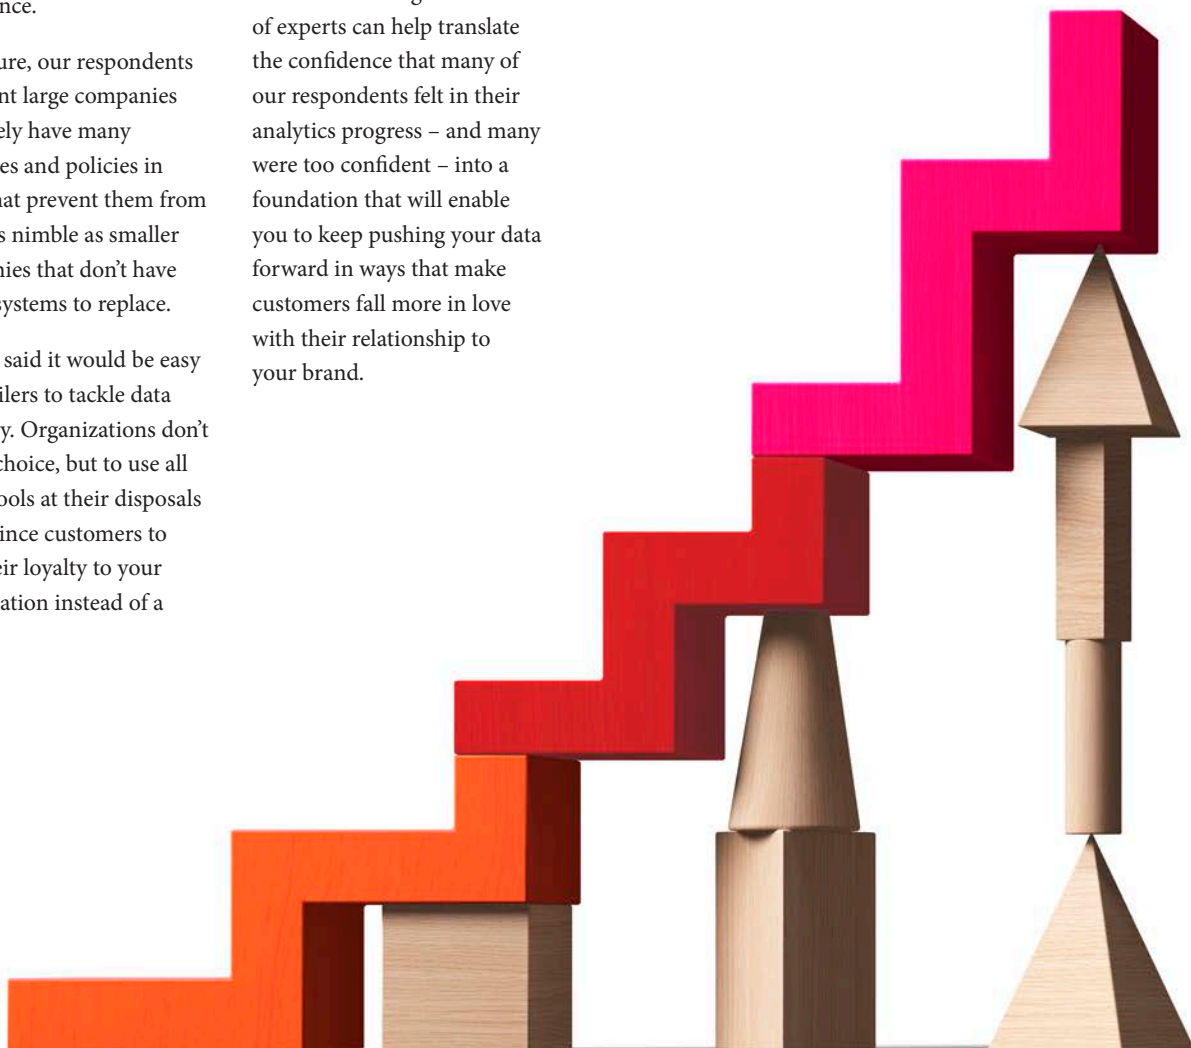 nce.
ure, our respondents
nt large companies
ely have many
es and policies in
hat prevent them from
s nimble as smaller
nies that don’t have
systems to replace.
said it would be easy
ilers to tackle data
y. Organizations don’t
choice, but to use all
ools at their disposals
ince customers to
eir loyalty to your
ation instead of a
of experts can help translate
the confidence that many of
our respondents felt in their
analytics progress – and many
were too confident – into a
foundation that will enable
you to keep pushing your data
forward in ways that make
customers fall more in love
with their relationship to
your brand.